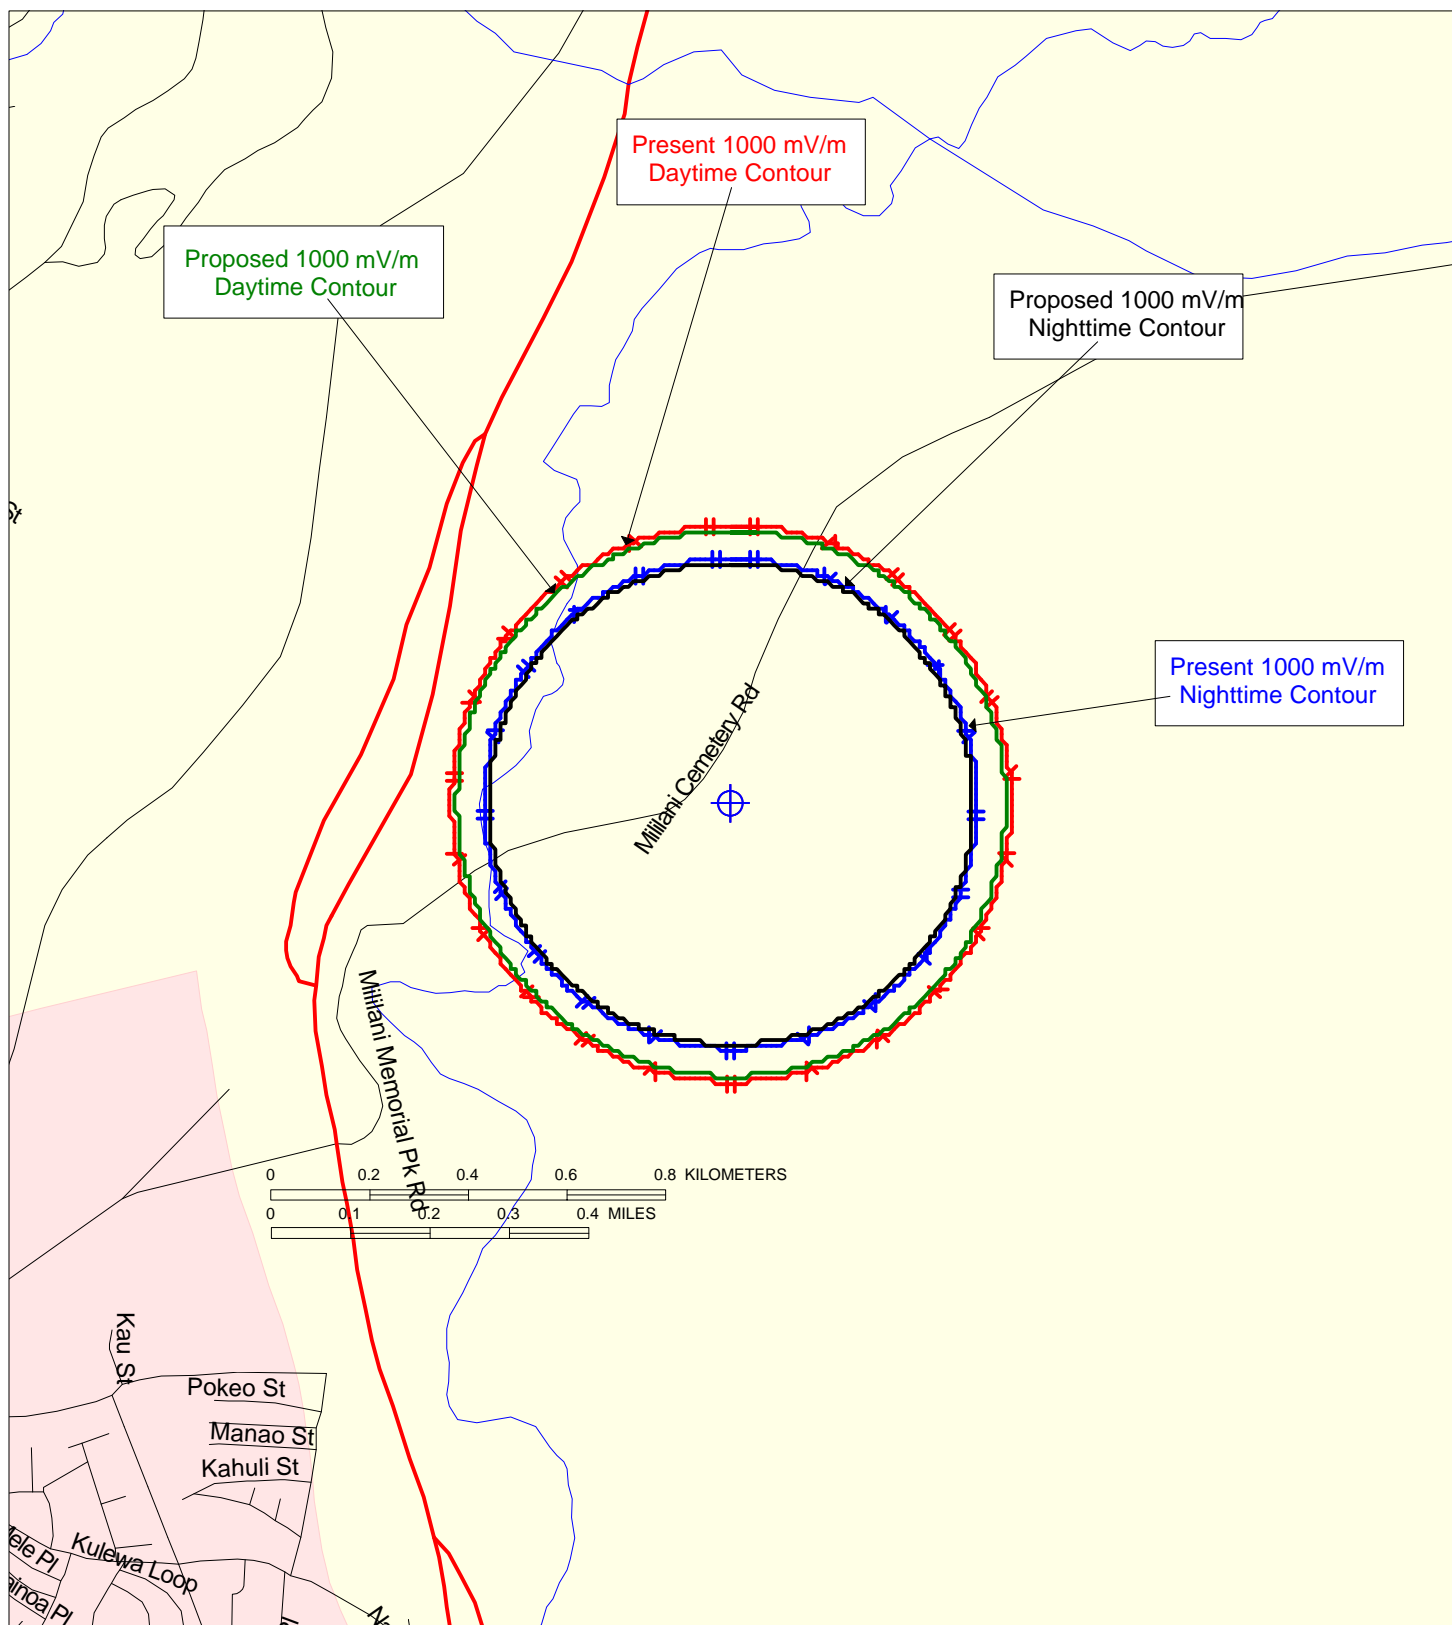 Present 1000 mV/m
Daytime Contour
Proposed 1000 mV/m
Daytime Contour
Proposed 1000 mV/m
Nighttime Contour
St
Present 1000 mV/m
Nighttime Contour
Mililani Cemetery Rd
Mililani Memorial Pk Rd
0 0.2 0.4 0.6 0.8 KILOMETERS
0 0.1 0.2 0.3 0.4 MILES
Kau St
Pokeo St
Manao St
Kahuli St
Kulewa Loop
Pl
Pl